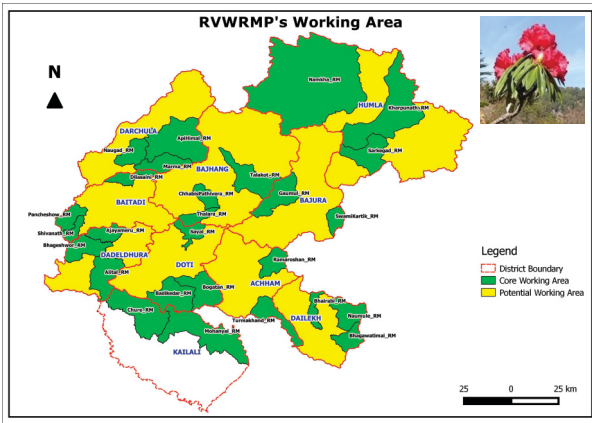 RVWRMP's Working Area
N
Namkha_RM
HUMLA
Kharpunath_RM
DARCHULA
ApiHimal_RM
Naugad_RM
Sarkegad_RM
Marma_RM
BAJHANG
Dilasaini_RM
Talakot_RM
ChhabisPathivera_RM
Gaumul_RM
BAITADI
BAJURA
Pancheshow_RM
Thalara_RM
SwamiKartik_RM
Shivanath_RM
Ajayameru_RM
Sayal_RM
Bhageshwor_RM
DADELDHURA
DOTI
Ramaroshan_RM
Alital_RM
ACHHAM
Badikedar_RM
Bogatan_RM
Bhairabi_RM
Chure_RM
DAILEKH
Naumule_RM
Turmakhand_RM
Mohanyal_RM
Bhagawatimai_RM
KAILALI
Legend
District Boundary
Core Working Area
Potential Working Area
25 0 25 km